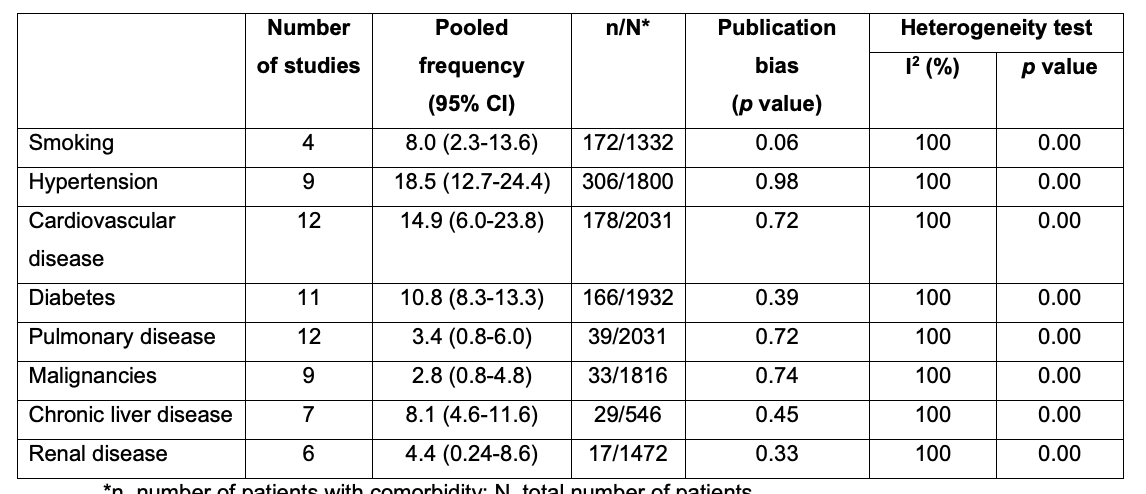 Number of studies Pooled frequency (95% CI) n/N* Publication bias (p value) Heterogeneity test
I² (%) p value
Smoking 4 8.0 (2.3-13.6) 172/1332 0.06 100 0.00
Hypertension 9 18.5 (12.7-24.4) 306/1800 0.98 100 0.00
Cardiovascular disease 12 14.9 (6.0-23.8) 178/2031 0.72 100 0.00
Diabetes 11 10.8 (8.3-13.3) 166/1932 0.39 100 0.00
Pulmonary disease 12 3.4 (0.8-6.0) 39/2031 0.72 100 0.00
Malignancies 9 2.8 (0.8-4.8) 33/1816 0.74 100 0.00
Chronic liver disease 7 8.1 (4.6-11.6) 29/546 0.45 100 0.00
Renal disease 6 4.4 (0.24-8.6) 17/1472 0.33 100 0.00
*n, number of patients with comorbidity; N, total number of patients